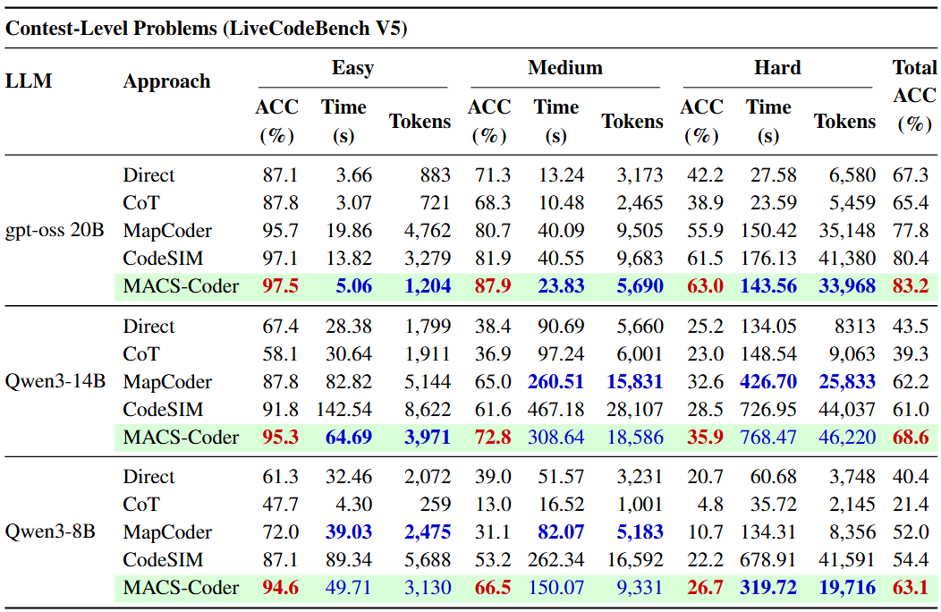 Contest-Level Problems (LiveCodeBench V5)
LLM Approach Easy Medium Hard Total ACC (%)
ACC (%) Time (s) Tokens ACC (%) Time (s) Tokens ACC (%) Time (s) Tokens
gpt-oss 20B
Direct 87.1 3.66 883 71.3 13.24 3,173 42.2 27.58 6,580 67.3
CoT 87.8 3.07 721 68.3 10.48 2,465 38.9 23.59 5,459 65.4
MapCoder 95.7 19.86 4,762 80.7 40.09 9,505 55.9 150.42 35,148 77.8
CodeSIM 97.1 13.82 3,279 81.9 40.55 9,683 61.5 176.13 41,380 80.4
MACS-Coder 97.5 5.06 1,204 87.9 23.83 5,690 63.0 143.56 33,968 83.2
Qwen3-14B
Direct 67.4 28.38 1,799 38.4 90.69 5,660 25.2 134.05 8313 43.5
CoT 58.1 30.64 1,911 36.9 97.24 6,001 23.0 148.54 9,063 39.3
MapCoder 87.8 82.82 5,144 65.0 260.51 15,831 32.6 426.70 25,833 62.2
CodeSIM 91.8 142.54 8,622 61.6 467.18 28,107 28.5 726.95 44,037 61.0
MACS-Coder 95.3 64.69 3,971 72.8 308.64 18,586 35.9 768.47 46,220 68.6
Qwen3-8B
Direct 61.3 32.46 2,072 39.0 51.57 3,231 20.7 60.68 3,748 40.4
CoT 47.7 4.30 259 13.0 16.52 1,001 4.8 35.72 2,145 21.4
MapCoder 72.0 39.03 2,475 31.1 82.07 5,183 10.7 134.31 8,356 52.0
CodeSIM 87.1 89.34 5,688 53.2 262.34 16,592 22.2 678.91 41,591 54.4
MACS-Coder 94.6 49.71 3,130 66.5 150.07 9,331 26.7 319.72 19,716 63.1